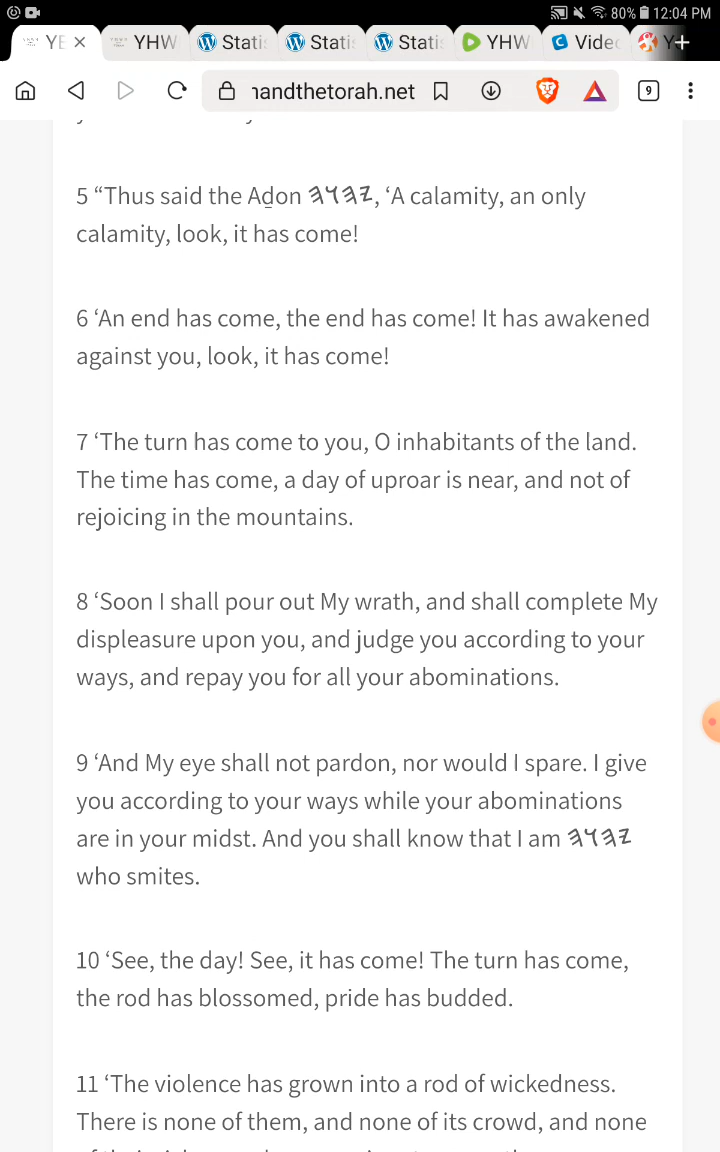 80% 12:04 PM
YE YHW Stati Stati Stati YHW Vide Y
handthetorah.net 9
5 “Thus said the Aḏon 𐤉𐤄𐤅𐤄, ‘A calamity, an only
calamity, look, it has come!
6 ‘An end has come, the end has come! It has awakened
against you, look, it has come!
7 ‘The turn has come to you, O inhabitants of the land.
The time has come, a day of uproar is near, and not of
rejoicing in the mountains.
8 ‘Soon I shall pour out My wrath, and shall complete My
displeasure upon you, and judge you according to your
ways, and repay you for all your abominations.
9 ‘And My eye shall not pardon, nor would I spare. I give
you according to your ways while your abominations
are in your midst. And you shall know that I am 𐤉𐤄𐤅𐤄
who smites.
10 ‘See, the day! See, it has come! The turn has come,
the rod has blossomed, pride has budded.
11 ‘The violence has grown into a rod of wickedness.
There is none of them, and none of its crowd, and none